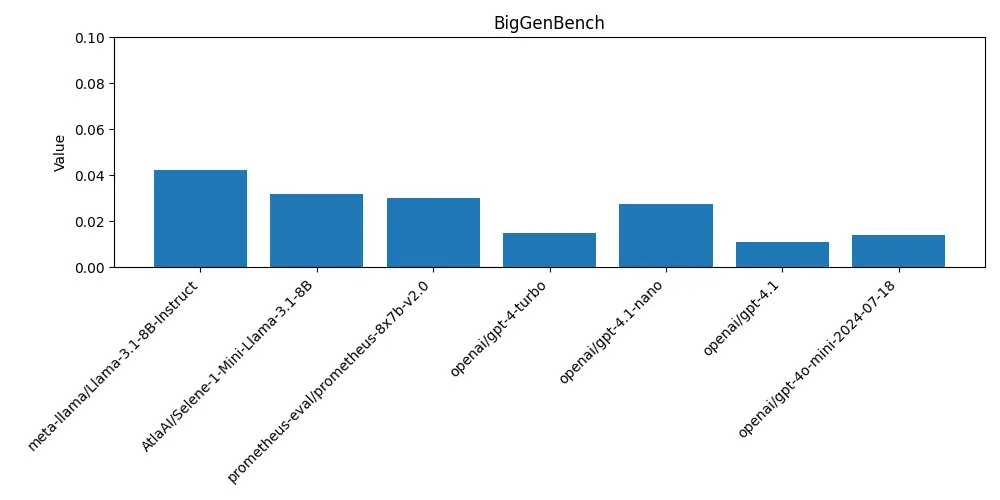 BigGenBench
0.10
0.08
0.06
0.04
0.02
0.00
Value
meta-llama/Llama-3.1-8B-Instruct
AtlaAI/Selene-1-Mini-Llama-3.1-8B
prometheus-eval/prometheus-8x7b-v2.0
openai/gpt-4-turbo
openai/gpt-4.1-nano
openai/gpt-4.1
openai/gpt-4o-mini-2024-07-18